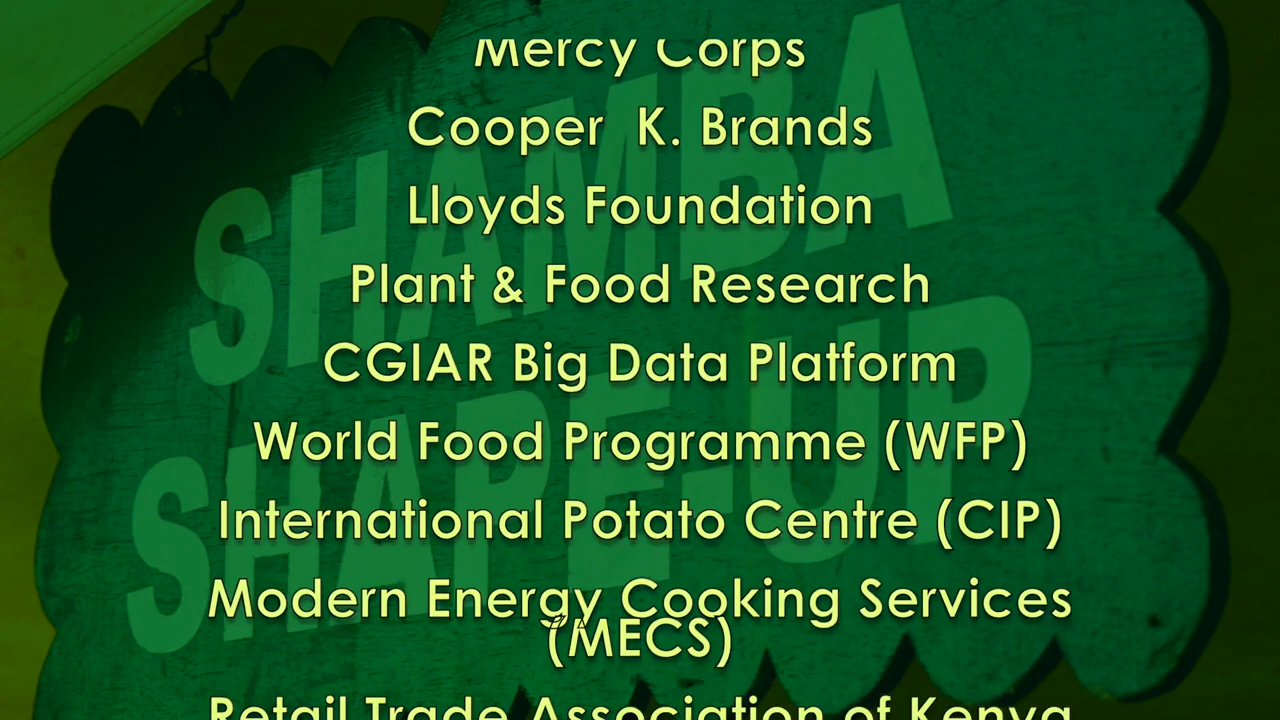 Mercy Corps
Cooper K. Brands
Lloyds Foundation
Plant & Food Research
CGIAR Big Data Platform
World Food Programme (WFP)
International Potato Centre (CIP)
Modern Energy Cooking Services
(MECS)
Retail Trade Association of Kenya
SHAMBA
SHAPE-UP